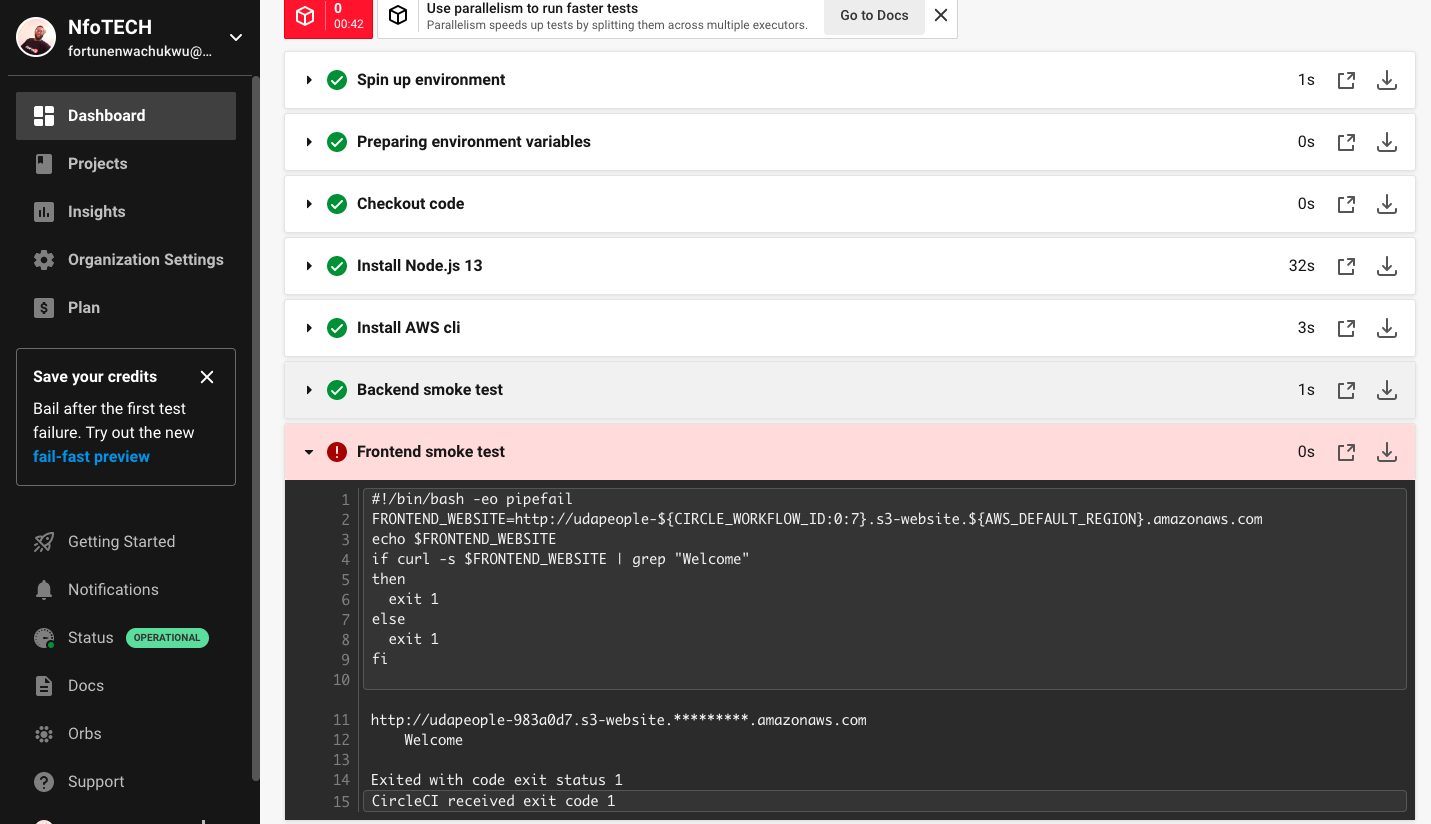 NfoTECH
fortunenwachukwu@...
Dashboard
Projects
Insights
Organization Settings
$ Plan
Save your credits
Bail after the first test
failure. Try out the new
fail-fast preview
Getting Started
Notifications
Status OPERATIONAL
Docs
Orbs
? Support
0
00:42
Use parallelism to run faster tests
Parallelism speeds up tests by splitting them across multiple executors.
Go to Docs
Spin up environment 1s
Preparing environment variables 0s
Checkout code 0s
Install Node.js 13 32s
Install AWS cli 3s
Backend smoke test 1s
! Frontend smoke test 0s
1 #!/bin/bash -eo pipefail
2 FRONTEND_WEBSITE=http://udapeople-${CIRCLE_WORKFLOW_ID:0:7}.s3-website.${AWS_DEFAULT_REGION}.amazonaws.com
3 echo $FRONTEND_WEBSITE
4 if curl -s $FRONTEND_WEBSITE | grep "Welcome"
5 then
6   exit 1
7 else
8   exit 1
9 fi
10
11 http://udapeople-983a0d7.s3-website.*********.amazonaws.com
12     Welcome
13
14 Exited with code exit status 1
15 CircleCI received exit code 1